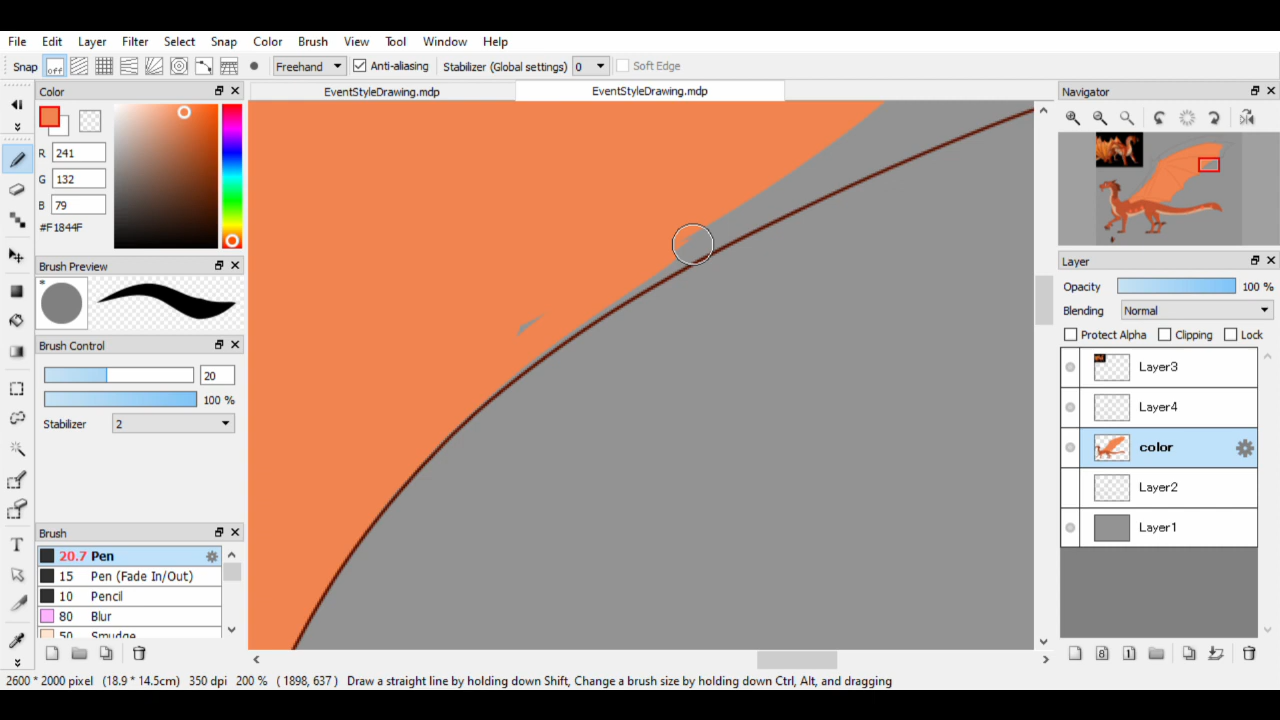 File Edit Layer Filter Select Snap Color Brush View Tool Window Help
Snap off Freehand Anti-aliasing Stabilizer (Global settings) 0 Soft Edge
Color
EventStyleDrawing.mdp
EventStyleDrawing.mdp
Navigator
R 241
G 132
B 79
#F1844F
Brush Preview
*
Brush Control
20
100 %
Stabilizer 2
Brush
20.7 Pen
15 Pen (Fade In/Out)
10 Pencil
80 Blur
50 Smudge
T
Layer
Opacity 100 %
Blending Normal
Protect Alpha Clipping Lock
Layer3
Layer4
color
Layer2
Layer1
8 1
2600 * 2000 pixel (18.9 * 14.5cm) 350 dpi 200 % ( 1898, 637 ) Draw a straight line by holding down Shift, Change a brush size by holding down Ctrl, Alt, and dragging